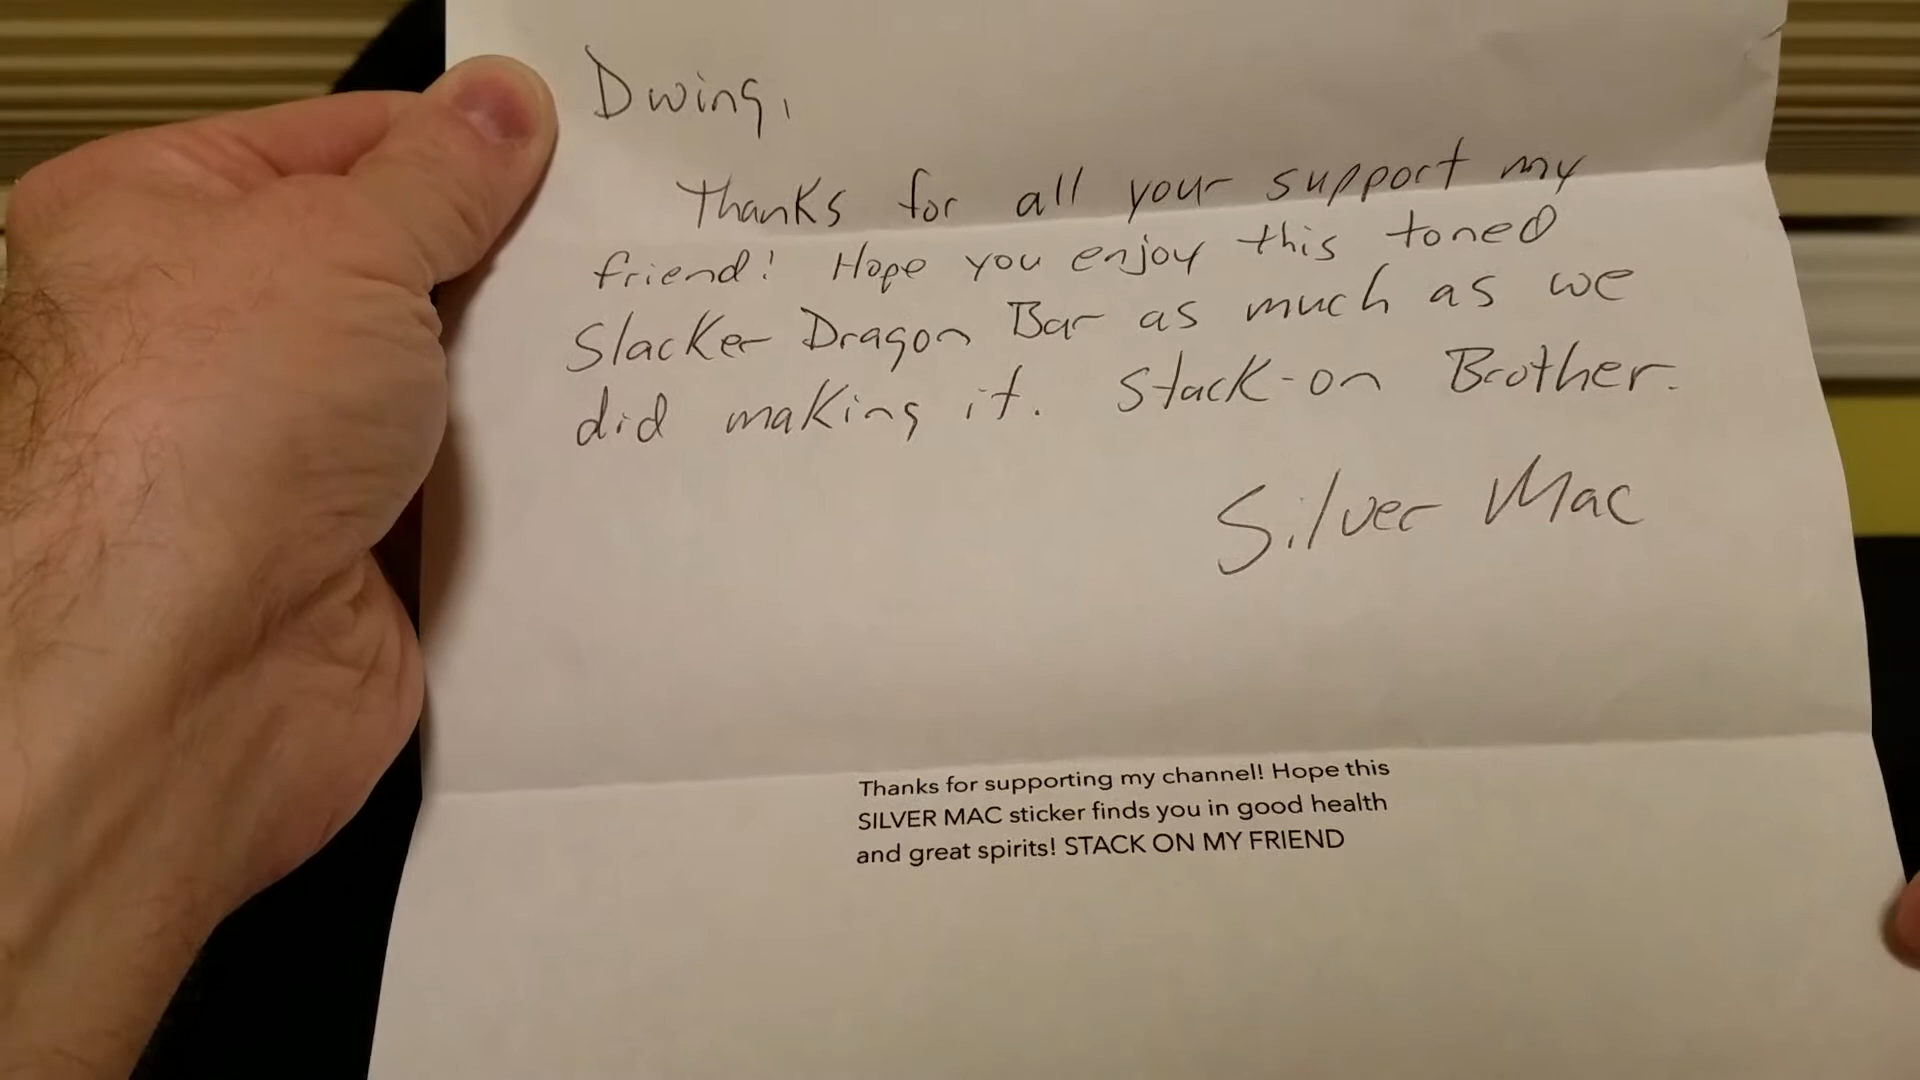 Dwing,
Thanks for all your support my
friend! Hope you enjoy this toned
Slacker Dragon Bar as much as we
did making it. Stack-on Brother.
Silver Mac
Thanks for supporting my channel! Hope this
SILVER MAC sticker finds you in good health
and great spirits! STACK ON MY FRIEND